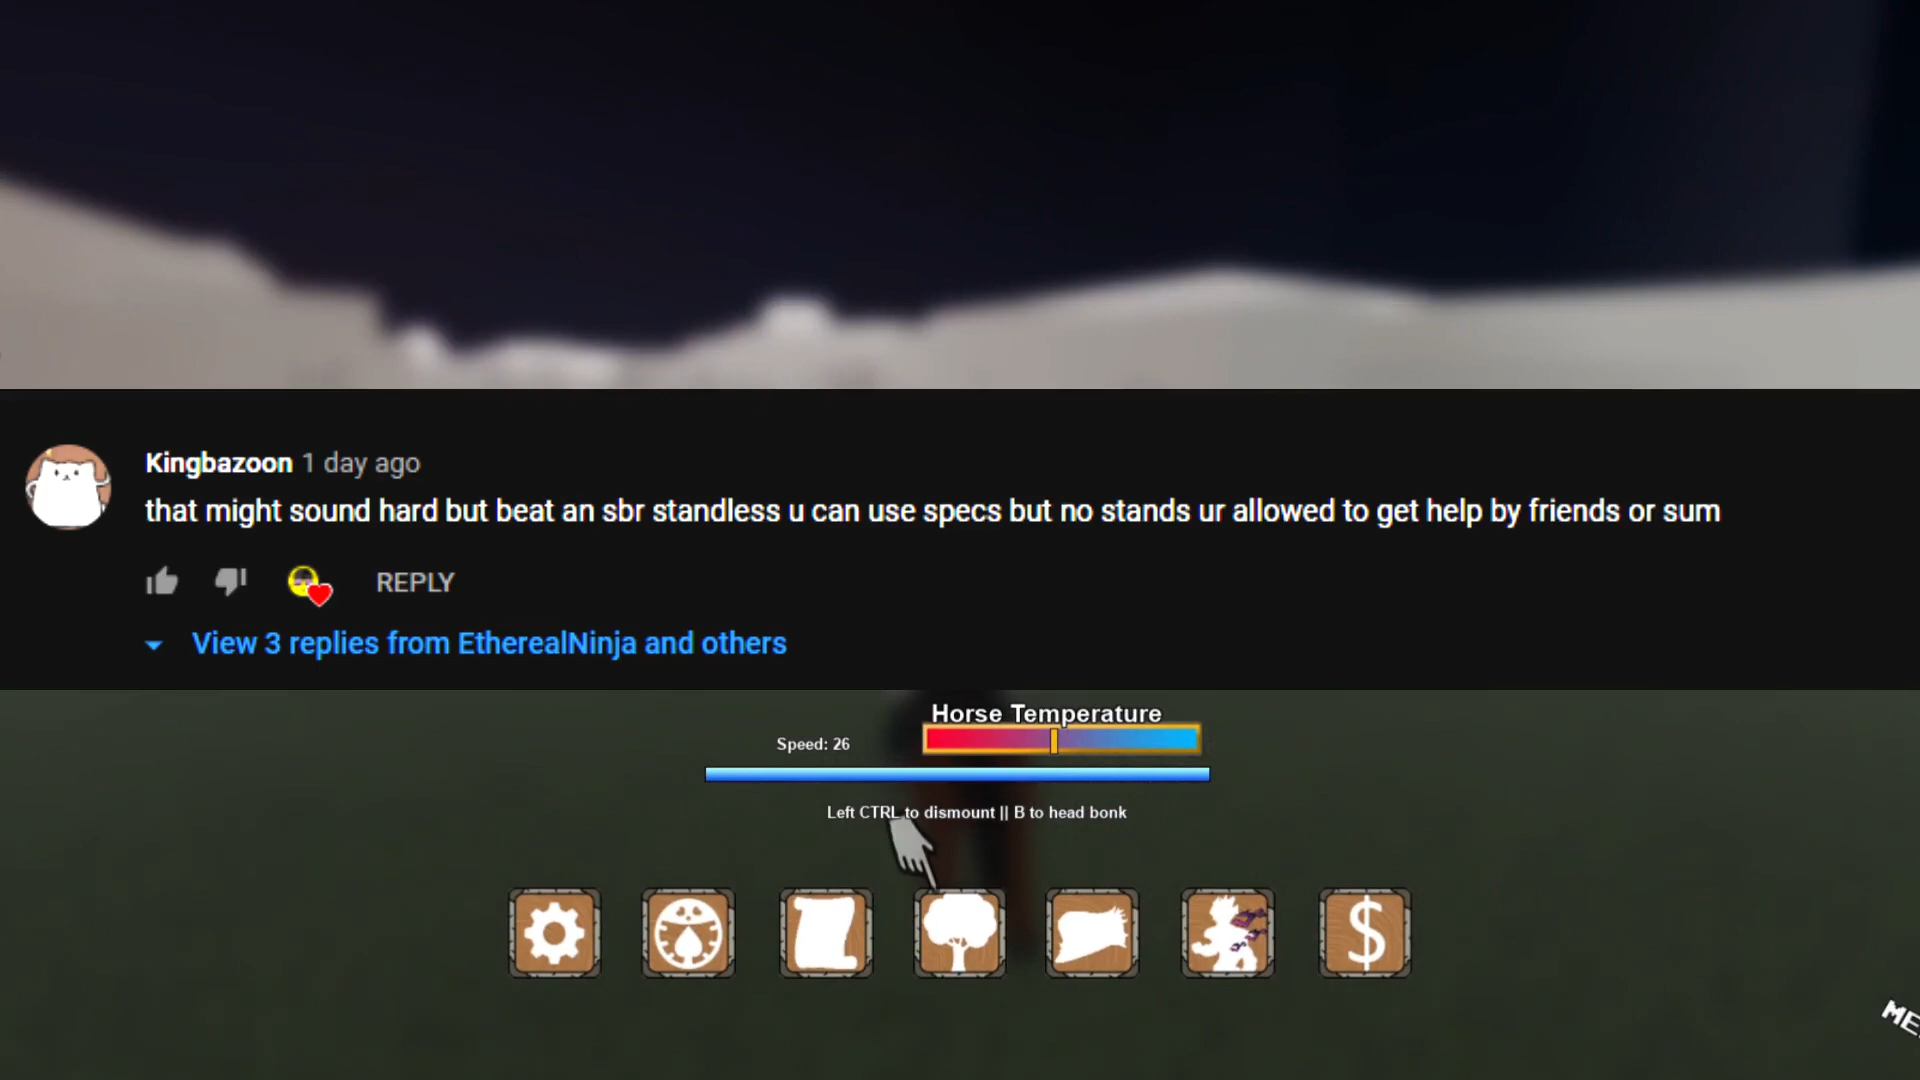 Kingbazoon 1 day ago
that might sound hard but beat an sbr standless u can use specs but no stands ur allowed to get help by friends or sum
REPLY
View 3 replies from EtherealNinja and others
Horse Temperature
Speed: 26
Left CTRL to dismount || B to head bonk
$